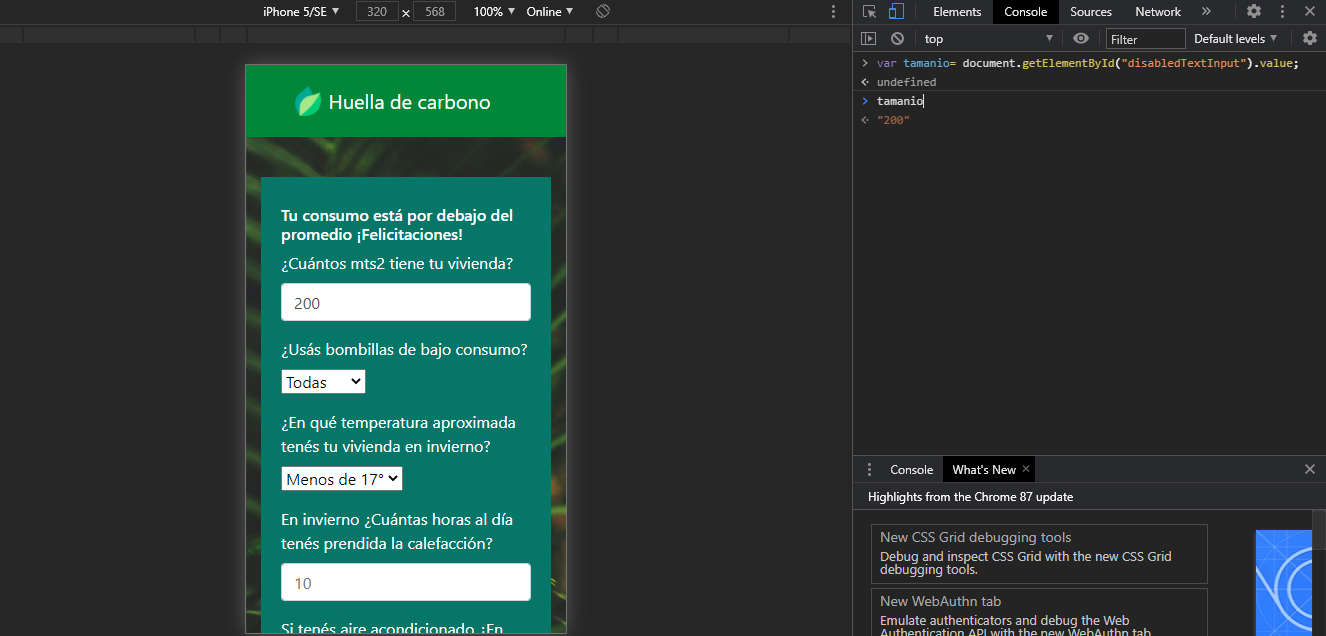 iPhone 5/SE ▼ 320 × 568 100% ▼ Online ▼
Elements Console Sources Network »
top ▼ Filter Default levels ▼
> var tamanio= document.getElementById("disabledTextInput").value;
< undefined
> tamanio
< "200"
Huella de carbono
Tu consumo está por debajo del
promedio ¡Felicitaciones!
¿Cuántos mts2 tiene tu vivienda?
200
¿Usás bombillas de bajo consumo?
Todas
¿En qué temperatura aproximada
tenés tu vivienda en invierno?
Menos de 17°
En invierno ¿Cuántas horas al día
tenés prendida la calefacción?
10
Si tenés aire acondicionado ¿En
Console What's New ×
Highlights from the Chrome 87 update
New CSS Grid debugging tools
Debug and inspect CSS Grid with the new CSS Grid
debugging tools.
New WebAuthn tab
Emulate authenticators and debug the Web
Authentication API with the new WebAuthn tab